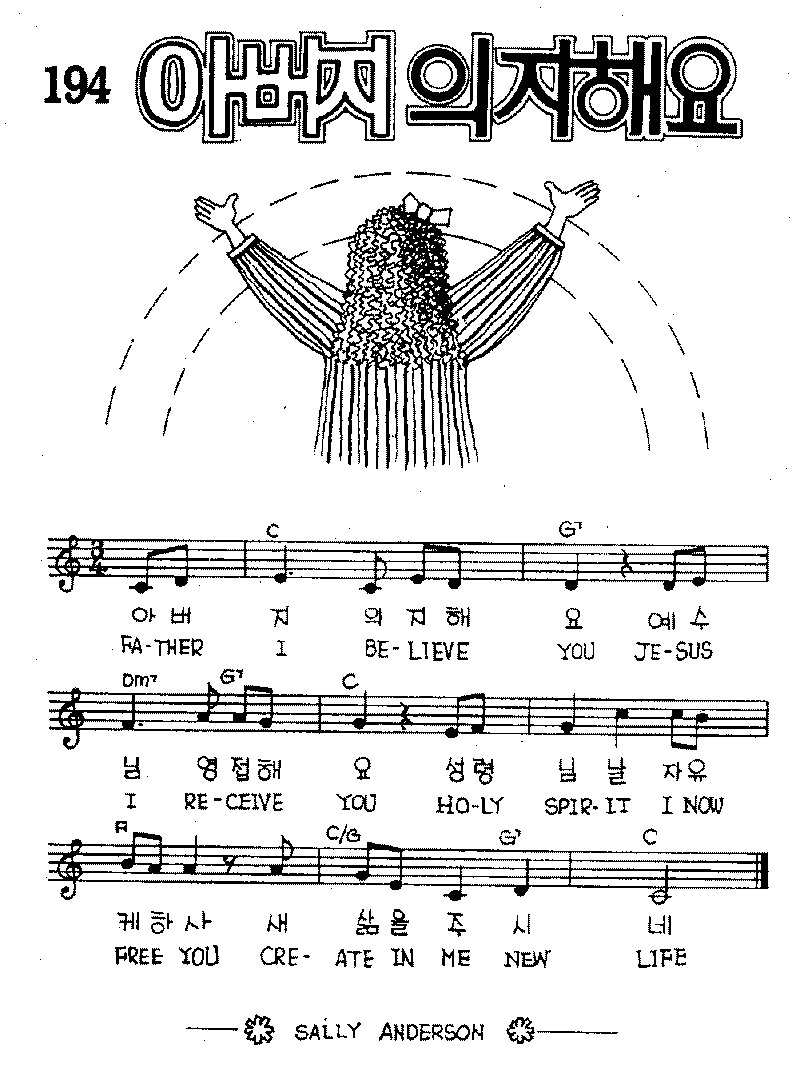 194 아버지 의지해요
C G7
3/4
아 버 지 의 지 해 요 예 수
FA-THER I BE-LIEVE YOU JE-SUS
Dm7 G7 C
님 영 접 해 요 성 령 님 날 자 유
I RE-CEIVE YOU HO-LY SPIR-IT I NOW
F C/G G7 C
케 하 사 새 삶 을 주 시 네
FREE YOU CRE- ATE IN ME NEW LIFE
SALLY ANDERSON